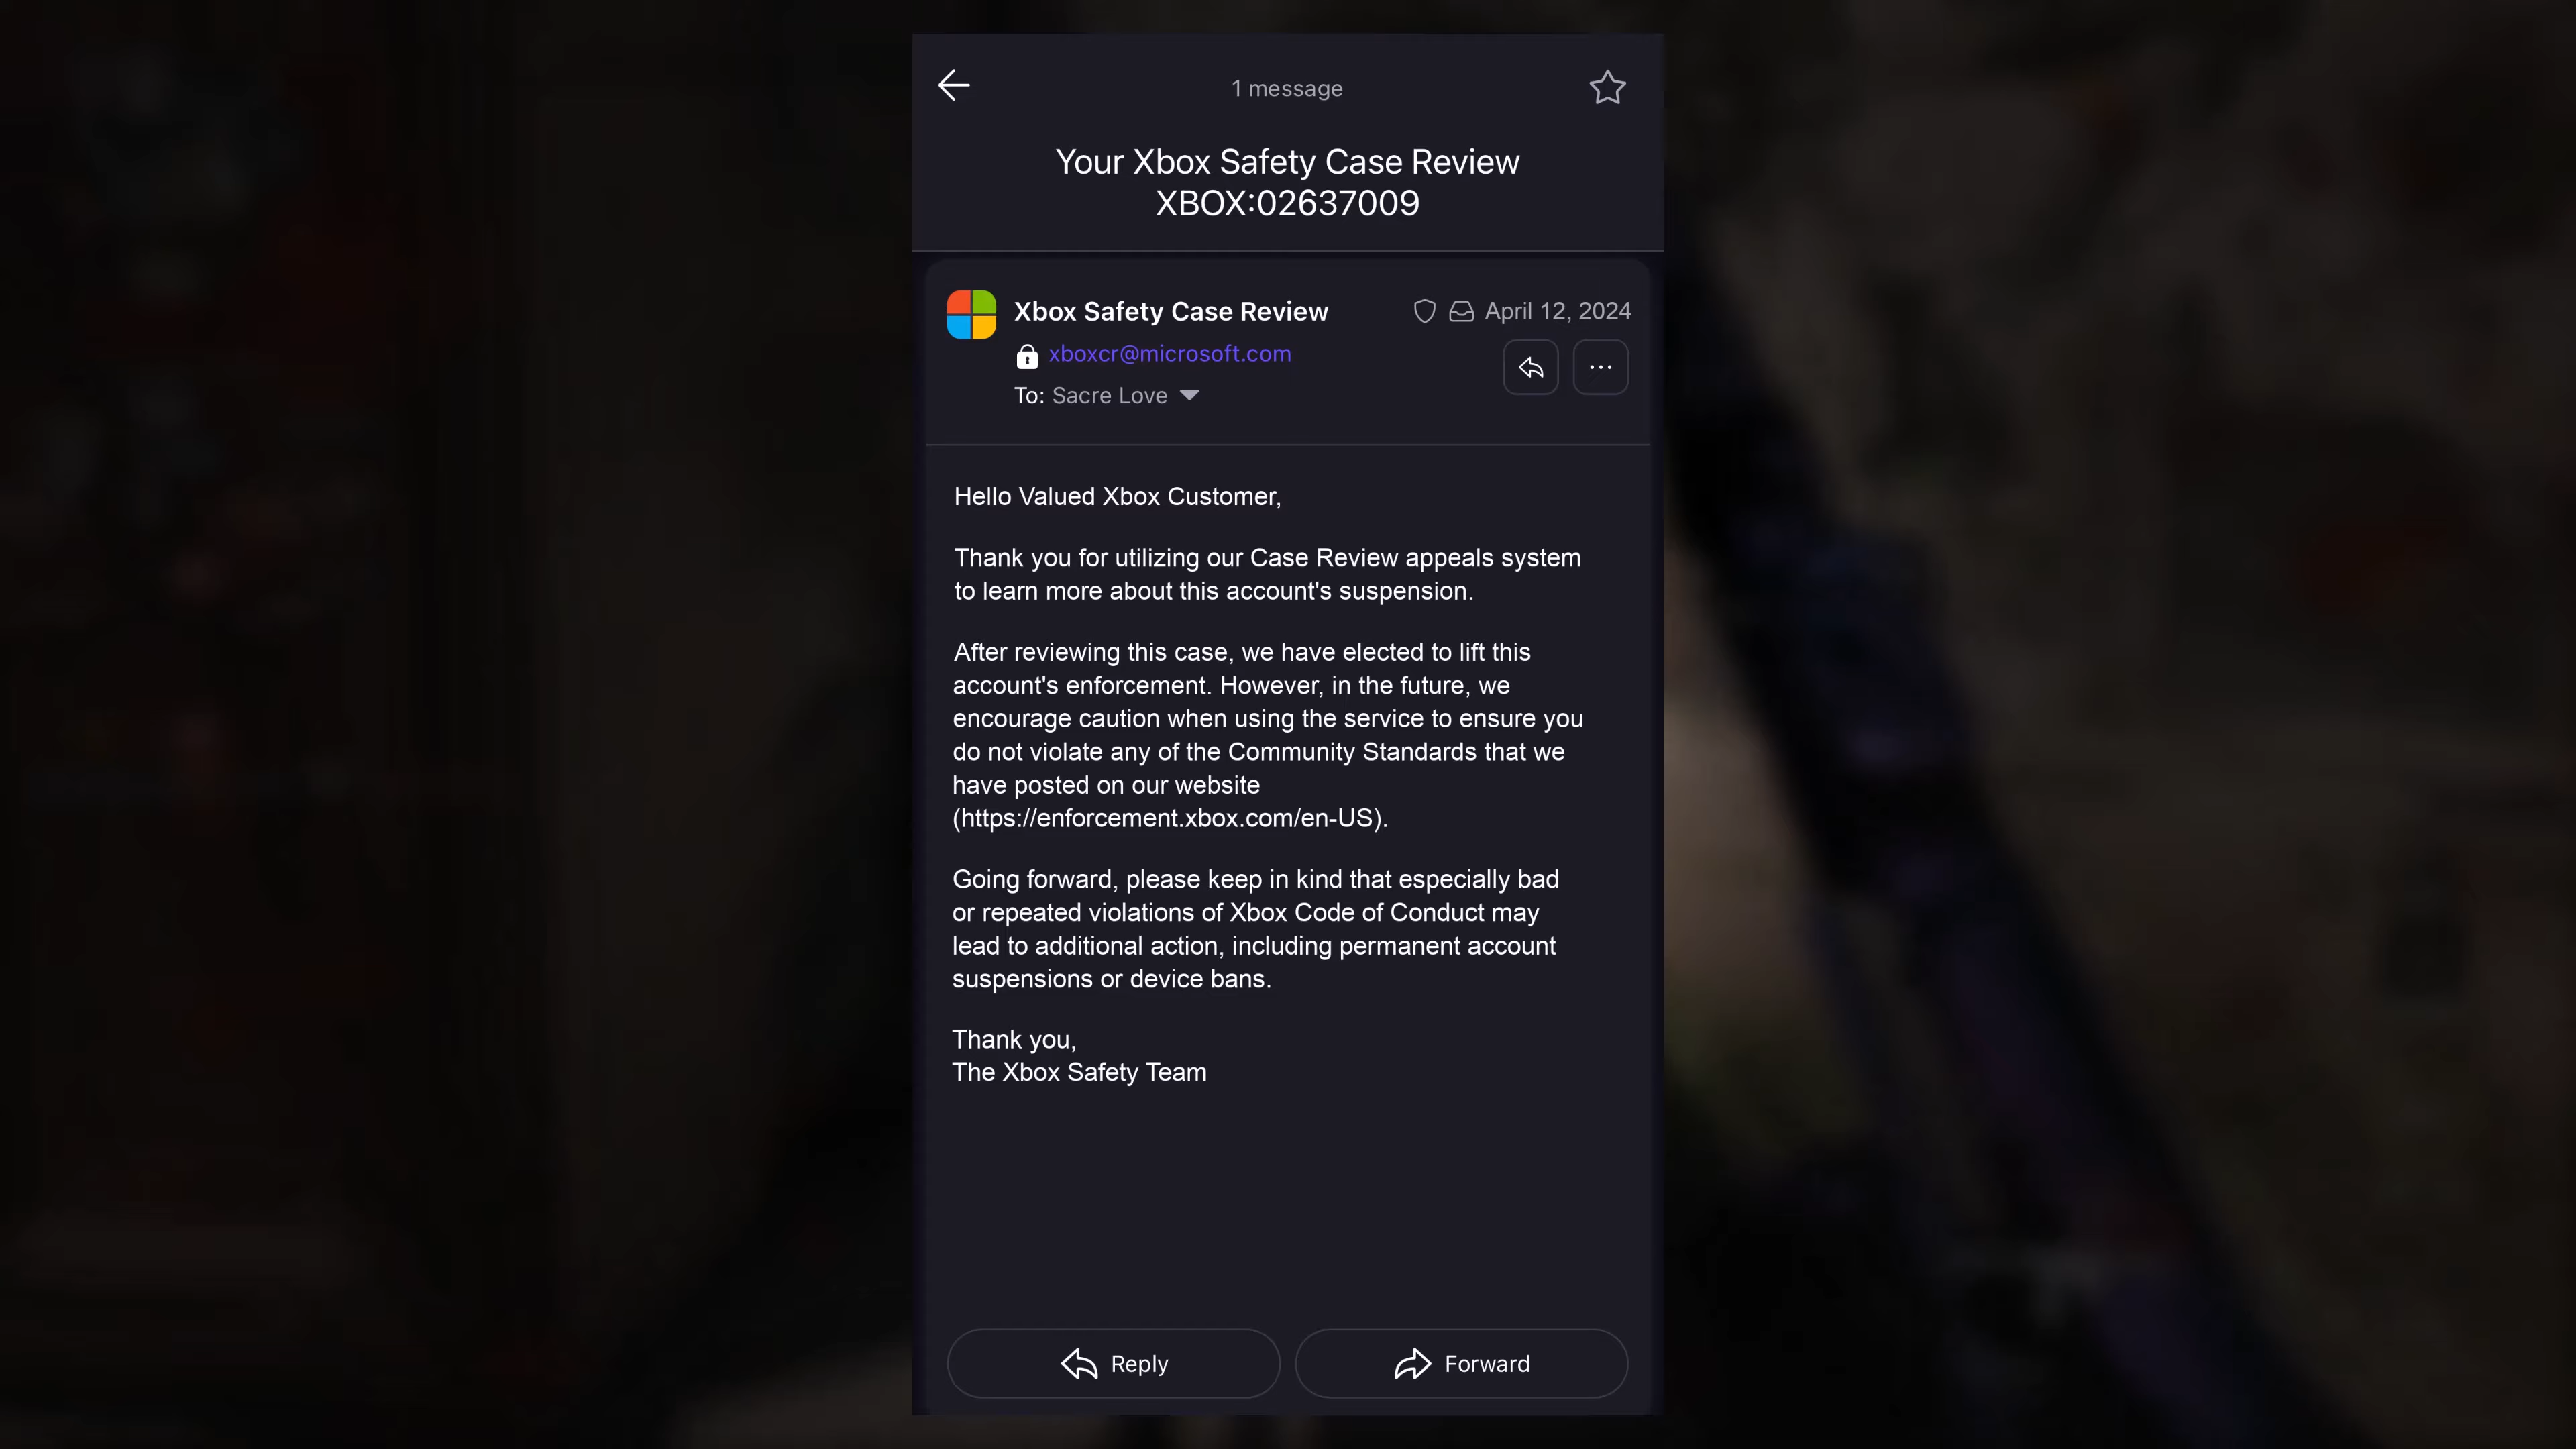 1 message
Your Xbox Safety Case Review
XBOX:02637009
Xbox Safety Case Review
April 12, 2024
xboxcr@microsoft.com
To: Sacre Love
Hello Valued Xbox Customer,
Thank you for utilizing our Case Review appeals system
to learn more about this account's suspension.
After reviewing this case, we have elected to lift this
account's enforcement. However, in the future, we
encourage caution when using the service to ensure you
do not violate any of the Community Standards that we
have posted on our website
(https://enforcement.xbox.com/en-US).
Going forward, please keep in kind that especially bad
or repeated violations of Xbox Code of Conduct may
lead to additional action, including permanent account
suspensions or device bans.
Thank you,
The Xbox Safety Team
Reply
Forward